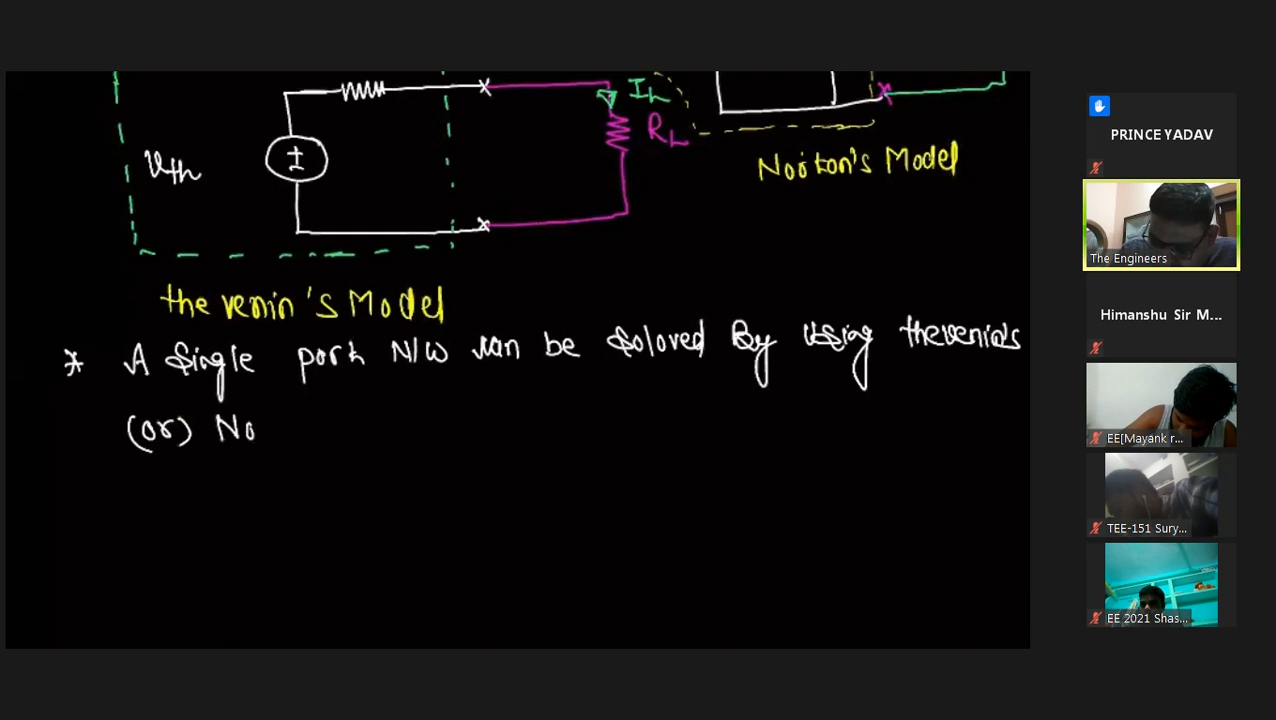 Vth
IL
RL
Norton's Model
thevenin's Model
* A Single port N/W can be Soloved By Using thevenin's
(or) No
PRINCE YADAV
The Engineers
Himanshu Sir M...
EE[Mayank r...
TEE-151 Sury...
EE 2021 Shas...